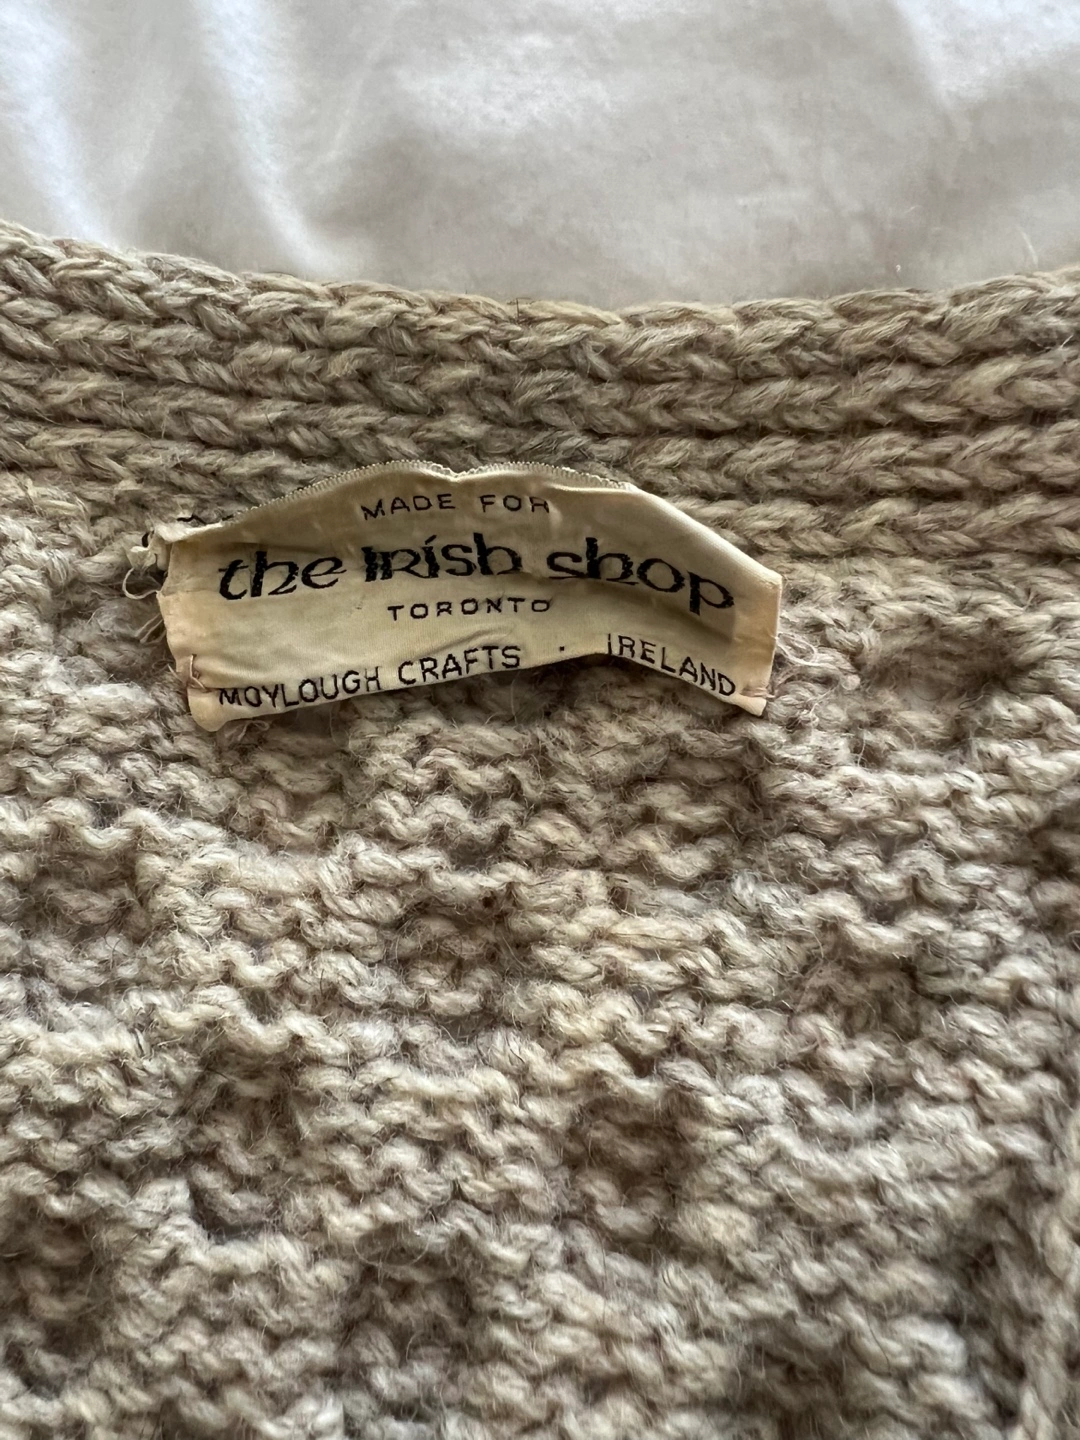 MADE FOR
the IRish shop
TORONTO
MOYLOUGH CRAFTS · IRELAND